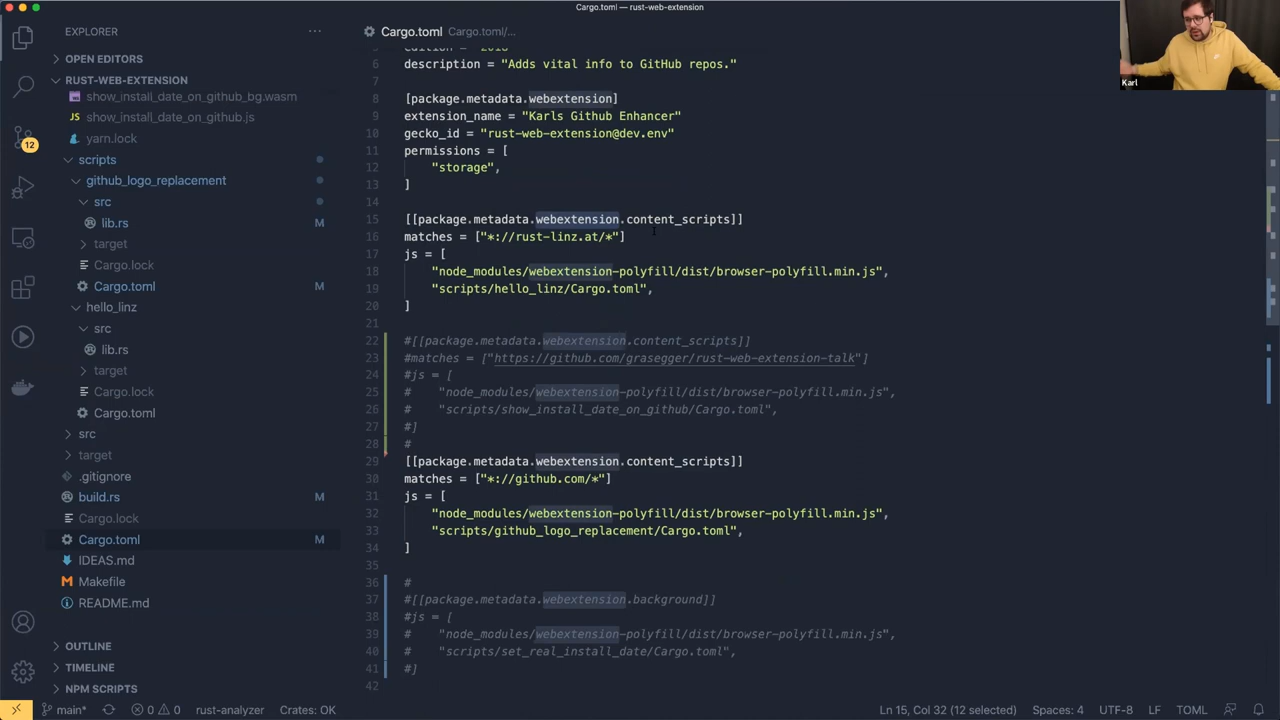 Cargo.toml — rust-web-extension
EXPLORER
···
Cargo.toml Cargo.toml/...
OPEN EDITORS
RUST-WEB-EXTENSION
show_install_date_on_github_bg.wasm
show_install_date_on_github.js
yarn.lock
12
scripts
github_logo_replacement
src
lib.rs M
target
Cargo.lock
Cargo.toml M
hello_linz
src
lib.rs
target
Cargo.lock
Cargo.toml
src
target
.gitignore
build.rs M
Cargo.lock
Cargo.toml M
IDEAS.md
Makefile
README.md
OUTLINE
TIMELINE
NPM SCRIPTS
5 edition = "2018"
6 description = "Adds vital info to GitHub repos."
7
8 [package.metadata.webextension]
9 extension_name = "Karls Github Enhancer"
10 gecko_id = "rust-web-extension@dev.env"
11 permissions = [
12 "storage",
13 ]
14
15 [[package.metadata.webextension.content_scripts]]
16 matches = ["*://rust-linz.at/*"]
17 js = [
18 "node_modules/webextension-polyfill/dist/browser-polyfill.min.js",
19 "scripts/hello_linz/Cargo.toml",
20 ]
21
22 #[[package.metadata.webextension.content_scripts]]
23 #matches = ["https://github.com/grasegger/rust-web-extension-talk"]
24 #js = [
25 # "node_modules/webextension-polyfill/dist/browser-polyfill.min.js",
26 # "scripts/show_install_date_on_github/Cargo.toml",
27 #]
28 #
29 [[package.metadata.webextension.content_scripts]]
30 matches = ["*://github.com/*"]
31 js = [
32 "node_modules/webextension-polyfill/dist/browser-polyfill.min.js",
33 "scripts/github_logo_replacement/Cargo.toml",
34 ]
35
36 #
37 #[[package.metadata.webextension.background]]
38 #js = [
39 # "node_modules/webextension-polyfill/dist/browser-polyfill.min.js",
40 # "scripts/set_real_install_date/Cargo.toml",
41 #]
42
Karl
main* 0 0 rust-analyzer Crates: OK Ln 15, Col 32 (12 selected) Spaces: 4 UTF-8 LF TOML